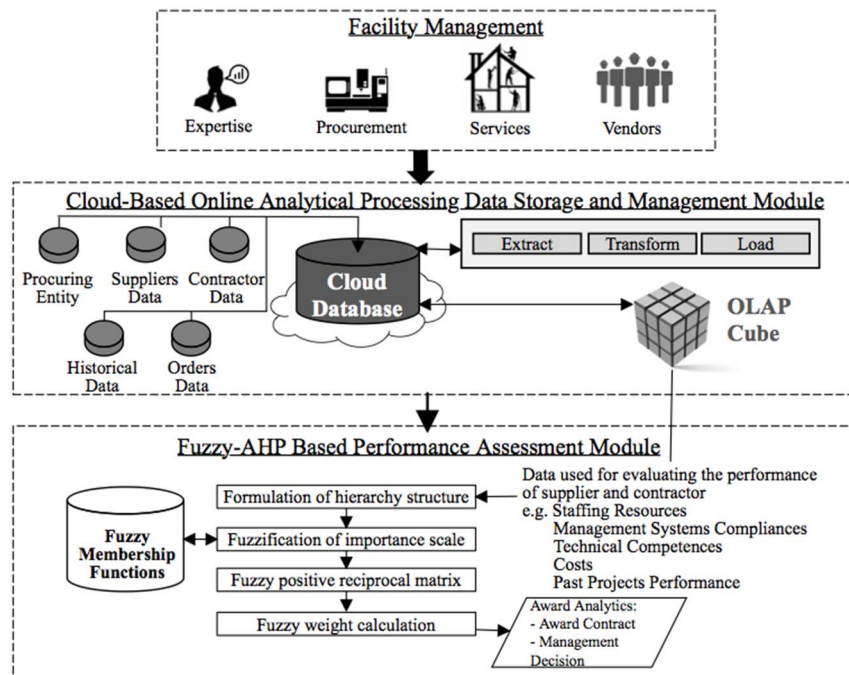 Facility Management
Expertise
Procurement
Services
Vendors
Cloud-Based Online Analytical Processing Data Storage and Management Module
Procuring
Entity
Suppliers
Data
Contractor
Data
Historical
Data
Orders
Data
Cloud
Database
Extract
Transform
Load
OLAP
Cube
Fuzzy-AHP Based Performance Assessment Module
Fuzzy
Membership
Functions
Formulation of hierarchy structure
Fuzzification of importance scale
Fuzzy positive reciprocal matrix
Fuzzy weight calculation
Data used for evaluating the performance
of supplier and contractor
e.g. Staffing Resources
Management Systems Compliances
Technical Competences
Costs
Past Projects Performance
Award Analytics:
- Award Contract
- Management
Decision